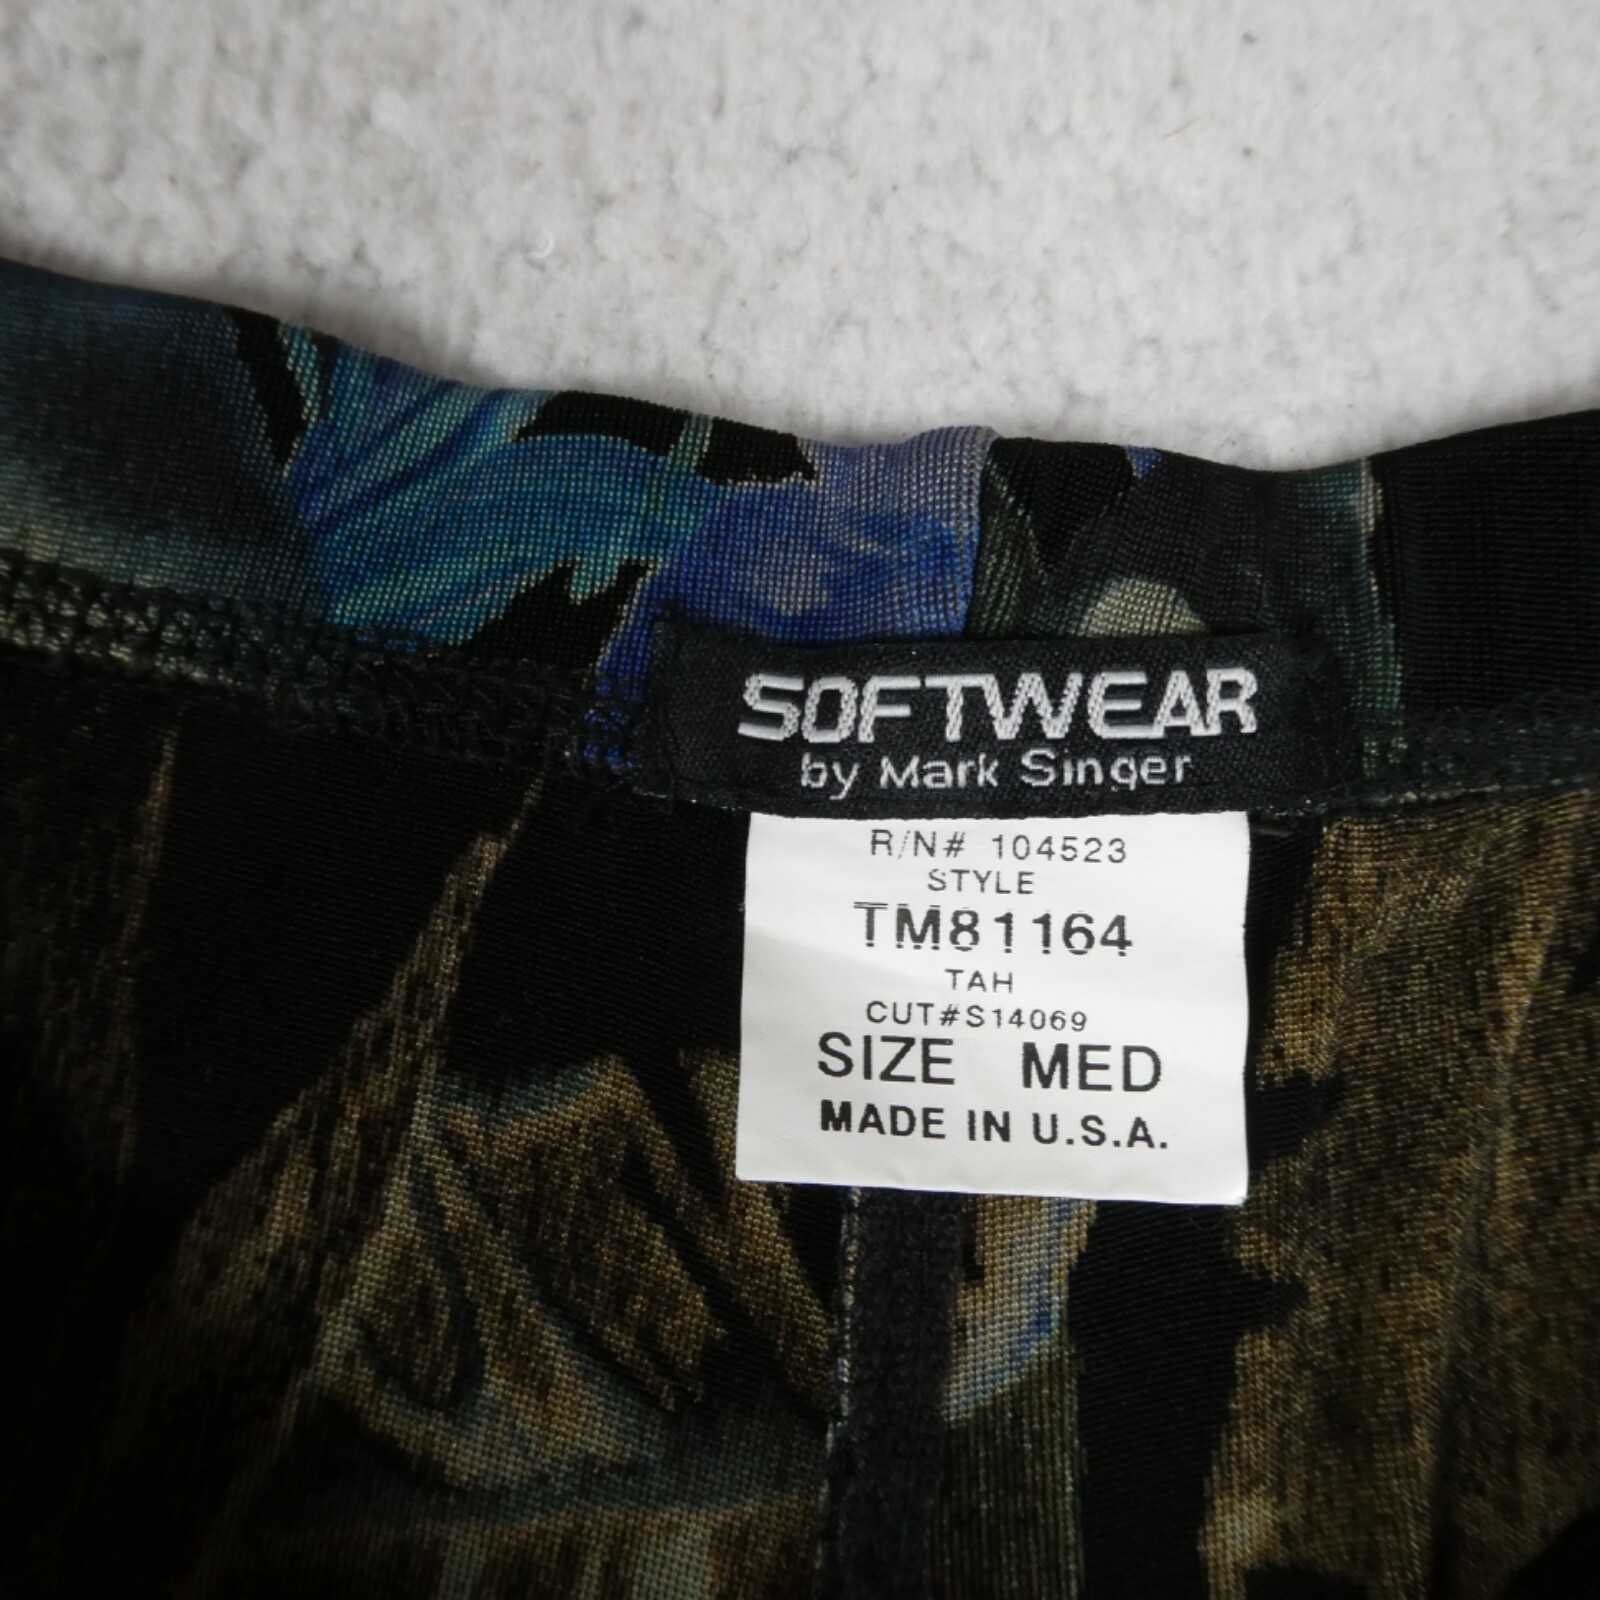 SOFTWEAR
by Mark Singer
R/N# 104523
STYLE
TM81164
TAH
CUT#S14069
SIZE MED
MADE IN U.S.A.